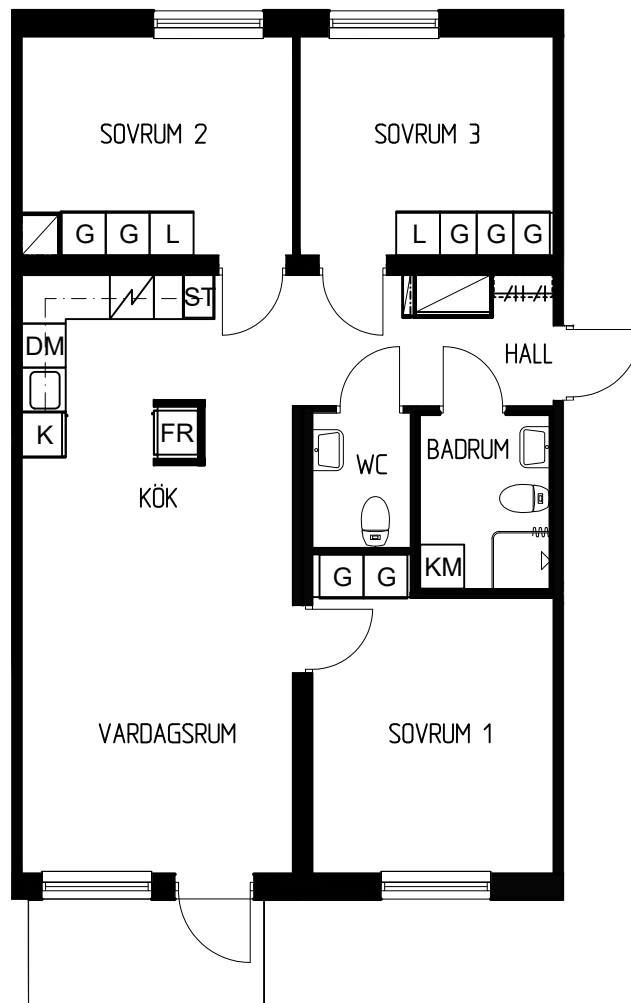 SOVRUM 2
SOVRUM 3
G G L
L G G G
ST
DM
HALL
K
FR
WC
BADRUM
KÖK
G G
KM
VARDAGSRUM
SOVRUM 1